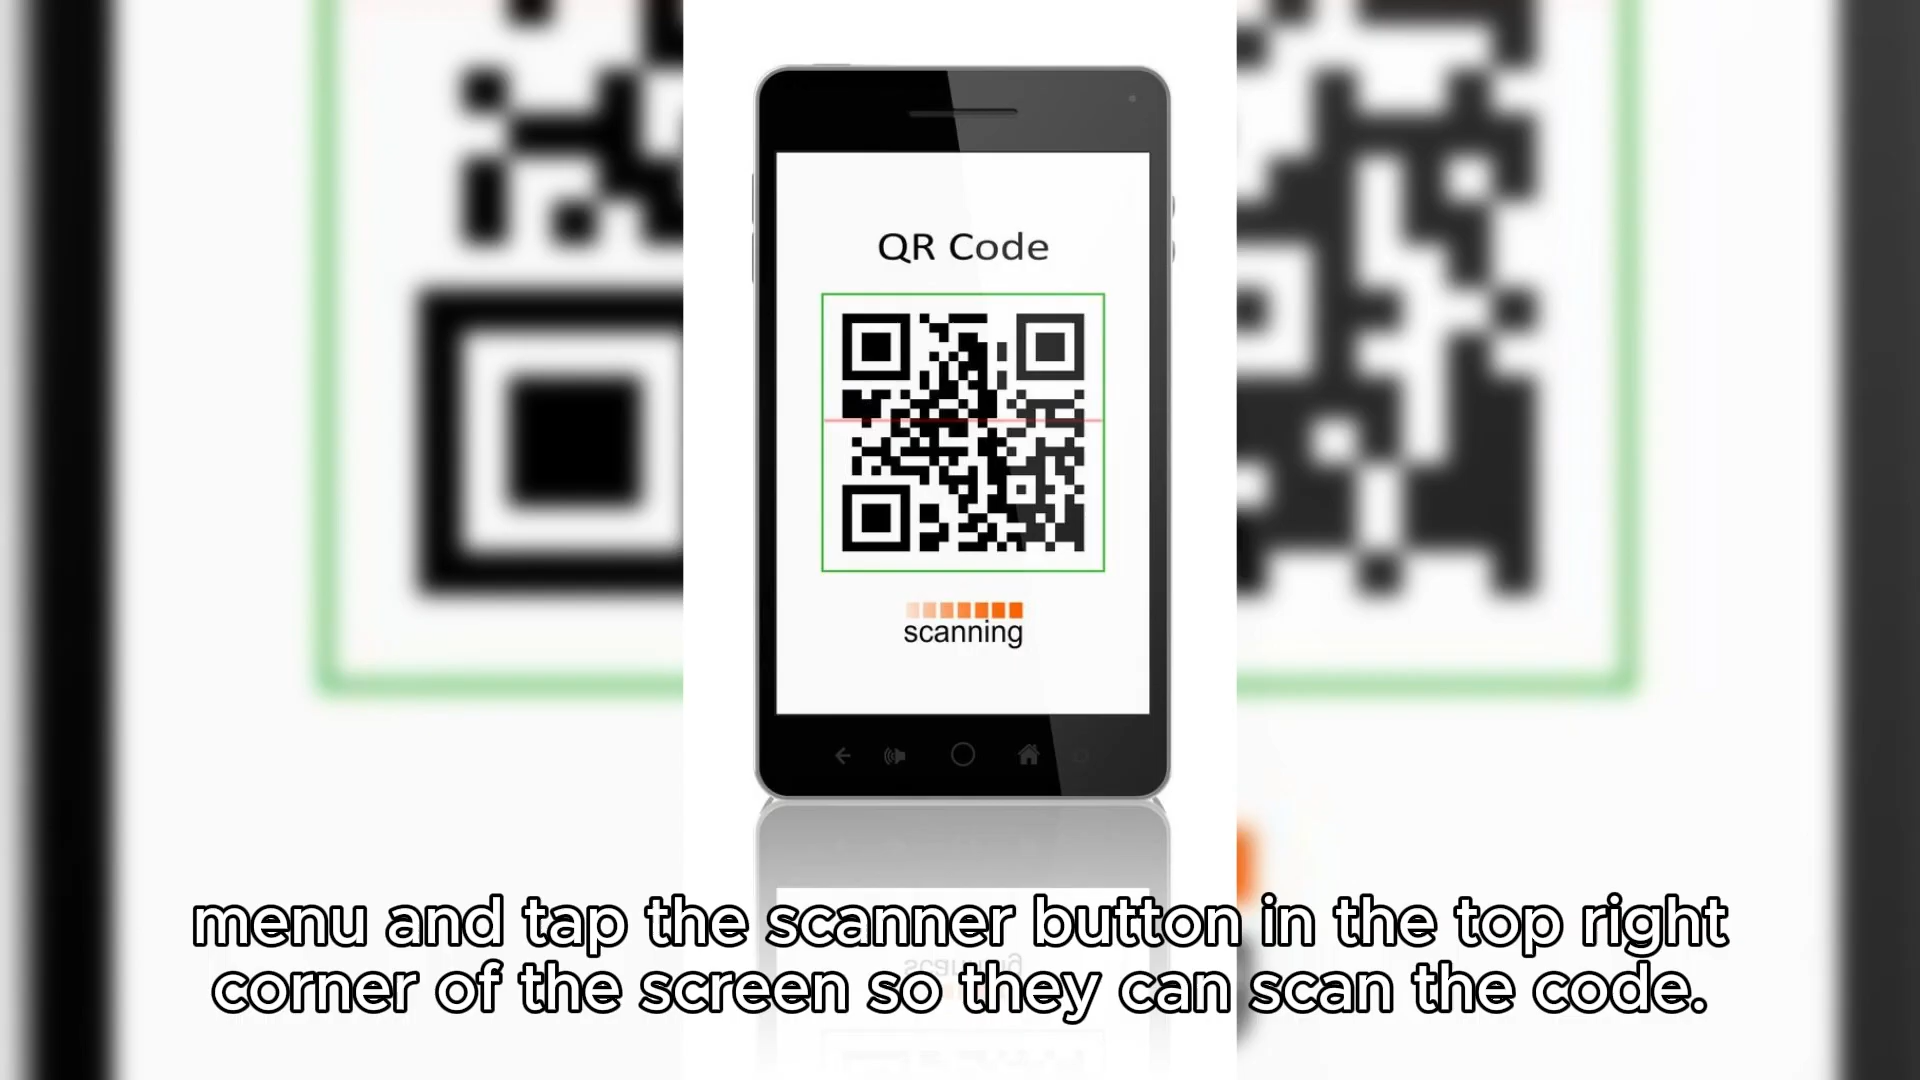 QR Code
scanning
menu and tap the scanner button in the top right
corner of the screen so they can scan the code.